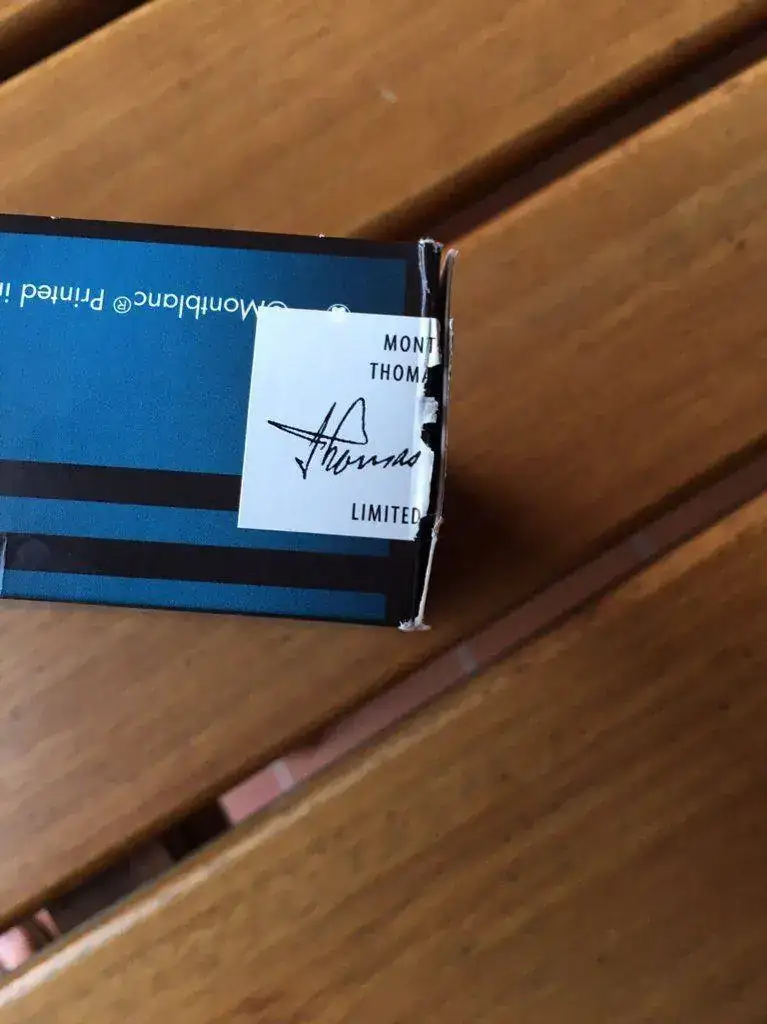 ©Montblanc® Printed i
MONT
THOMA
Thomas
LIMITED